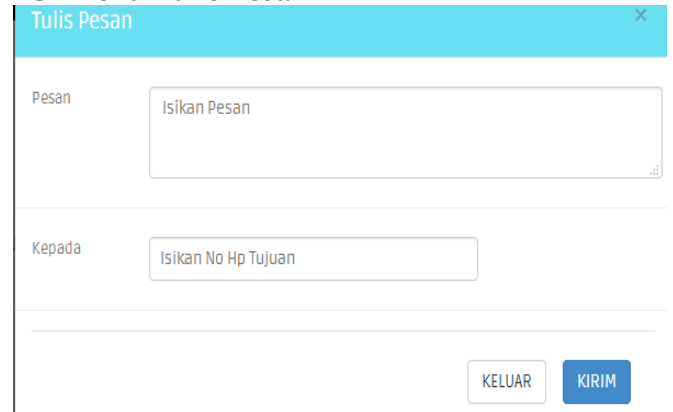 Tulis Pesan ×
Pesan
Isikan Pesan
Kepada
Isikan No Hp Tujuan
KELUAR KIRIM